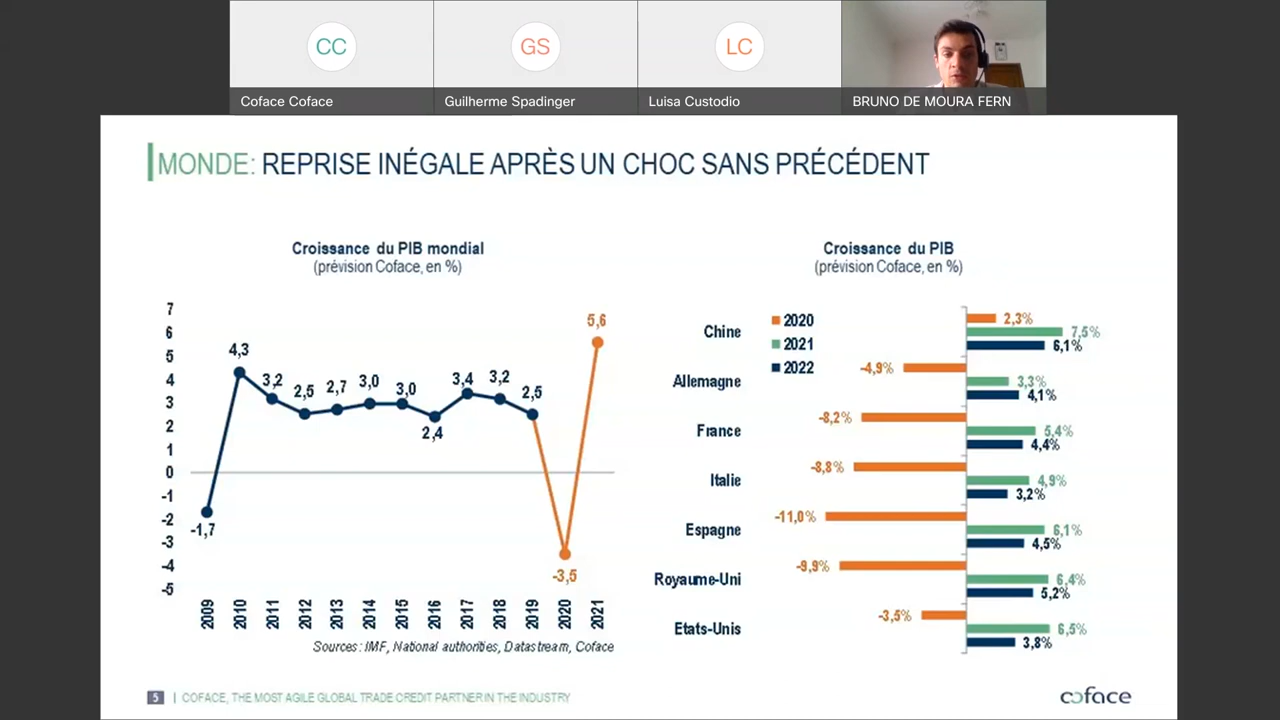 CC
GS
LC
Coface Coface
Guilherme Spadinger
Luisa Custodio
BRUNO DE MOURA FERN
MONDE: REPRISE INÉGALE APRÈS UN CHOC SANS PRÉCÉDENT
Croissance du PIB mondial
(prévision Coface, en %)
7
6
5
4
3
2
1
0
-1
-2
-3
-4
-5
-1,7
4,3
3,2
2,5
2,7
3,0
3,0
2,4
3,4
3,2
2,5
-3,5
5,6
2009
2010
2011
2012
2013
2014
2015
2016
2017
2018
2019
2020
2021
Sources: IMF, National authorities, Datastream, Coface
Croissance du PIB
(prévision Coface, en %)
2020
2021
2022
Chine
2,3%
7,5%
6,1%
Allemagne
-4,9%
3,3%
4,1%
France
-8,2%
5,4%
4,4%
Italie
-8,8%
4,9%
3,2%
Espagne
-11,0%
6,1%
4,5%
Royaume-Uni
-9,9%
6,4%
5,2%
Etats-Unis
-3,5%
6,5%
3,8%
5 | COFACE, THE MOST AGILE GLOBAL TRADE CREDIT PARTNER IN THE INDUSTRY
coface